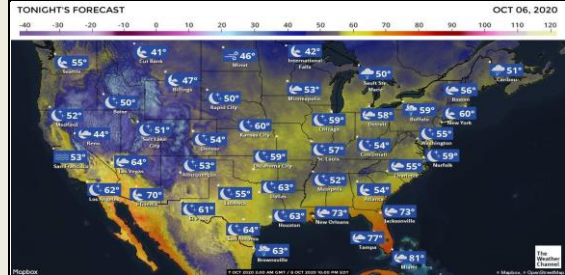 TONIGHT'S FORECAST
OCT 06, 2020
-40 -30 -20 -10 0 10 20 30 40 50 60 70 80 90 100 110 120
55° Seattle
41° Cut Bank
46° Minot
42° International Falls
50° Sault Ste. Marie
51° Caribou
47° Billings
50° Rapid City
53° Minneapolis
56° Boston
52° Medford
50° Boise
59° Chicago
58° Detroit
59° Buffalo
60° New York
44° Reno
51° Salt Lake City
54° Denver
60° Kansas City
57° St. Louis
54° Cincinnati
55° Washington
53° San Francisco
64° Las Vegas
53° Albuquerque
59° Oklahoma City
55° Charlotte
59° Norfolk
62° Los Angeles
70° Phoenix
55° Lubbock
63° Dallas
52° Memphis
54° Atlanta
61°
64° San Antonio
63° Houston
73° New Orleans
73° Jacksonville
63° Brownsville
77° Tampa
81° Miami
The
Weather
Channel
Mapbox
© Mapbox, © OpenStreetMap